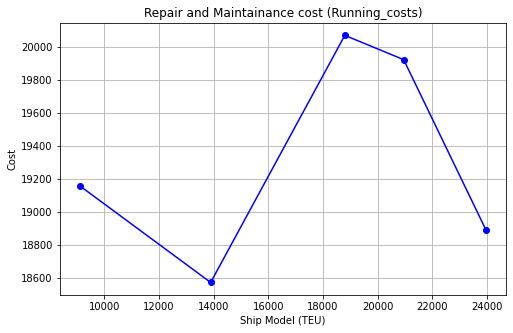 Repair and Maintainance cost (Running_costs)
20000
19800
19600
19400
19200
19000
18800
18600
Cost
10000 12000 14000 16000 18000 20000 22000 24000
Ship Model (TEU)